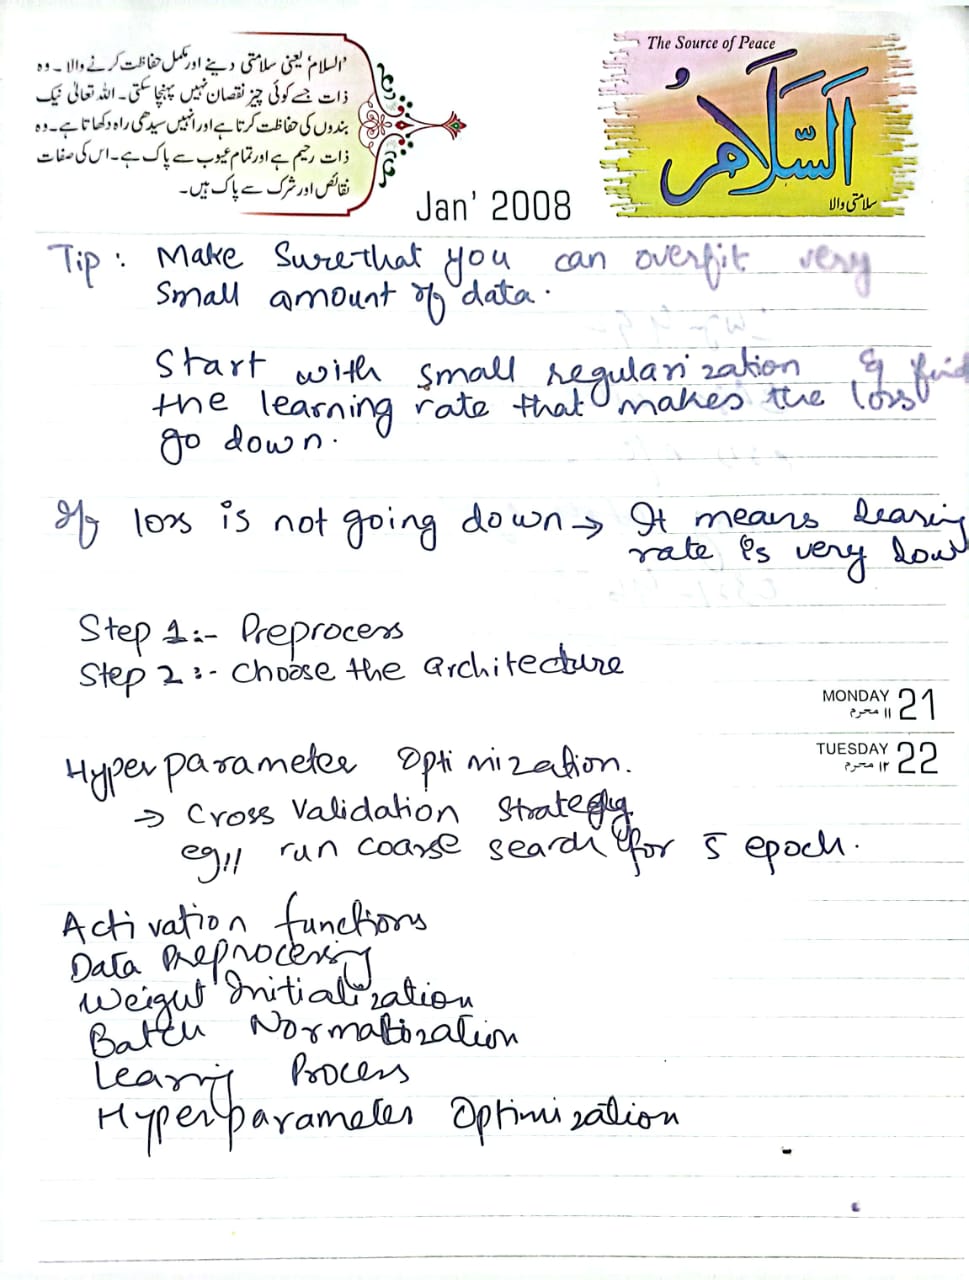 'السلام' یعنی سلامتی دینے اور مکمل حفاظت کرنے والا۔ وہ
ذات جسے کوئی چیز نقصان نہیں پہنچا سکتی۔ اللہ تعالیٰ نیک
بندوں کی حفاظت کرتا ہے اور انہیں سیدھی راہ دکھاتا ہے۔ وہ
ذات رحیم ہے اور تمام عیوب سے پاک ہے۔ اس کی صفات
نقائص اور شرک سے پاک ہیں۔
The Source of Peace
اَلسَّلَامُ
سلامتی والا
Jan' 2008
Tip : Make Sure that you can overfit very
Small amount of data.
Start with small regularization & find
the learning rate that makes the loss
go down.
If loss is not going down → It means learing
rate is very low
Step 1:- Preprocess
Step 2:- Choose the architecture
MONDAY 21
۱۱ محرم
TUESDAY 22
۱۲ محرم
Hyperparameter Optimization.
→ Cross Validation Strategy
eg!! run coarse search for 5 epoch.
Activation functions
Data Preprocessing
Weight Initialization
Batch Normalization
Learning Process
Hyperparameter Optimization